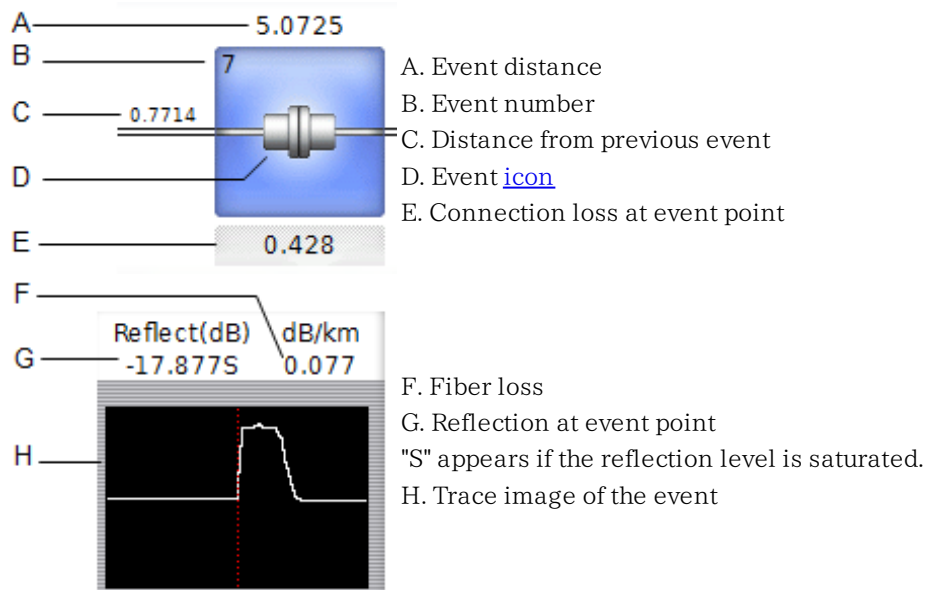 A 5.0725
B 7
A. Event distance
B. Event number
C 0.7714
C. Distance from previous event
D
D. Event icon
E. Connection loss at event point
E 0.428
F
Reflect(dB) dB/km
G -17.877S 0.077
F. Fiber loss
G. Reflection at event point
"S" appears if the reflection level is saturated.
H
H. Trace image of the event